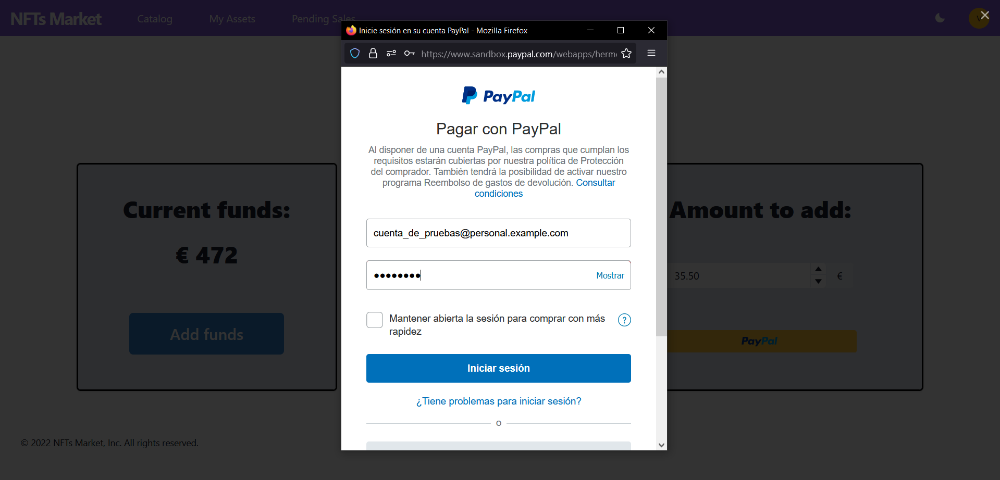 NFTs Market
Catalog
My Assets
Pending Sales
V
Inicie sesión en su cuenta PayPal - Mozilla Firefox
https://www.sandbox.paypal.com/webapps/herm
PayPal
Pagar con PayPal
Al disponer de una cuenta PayPal, las compras que cumplan los
requisitos estarán cubiertas por nuestra política de Protección
del comprador. También tendrá la posibilidad de activar nuestro
programa Reembolso de gastos de devolución. Consultar
condiciones
cuenta_de_pruebas@personal.example.com
●●●●●●●● Mostrar
Mantener abierta la sesión para comprar con más
rapidez
?
Iniciar sesión
¿Tiene problemas para iniciar sesión?
o
Current funds:
€ 472
Add funds
Amount to add:
35.50 €
PayPal
© 2022 NFTs Market, Inc. All rights reserved.